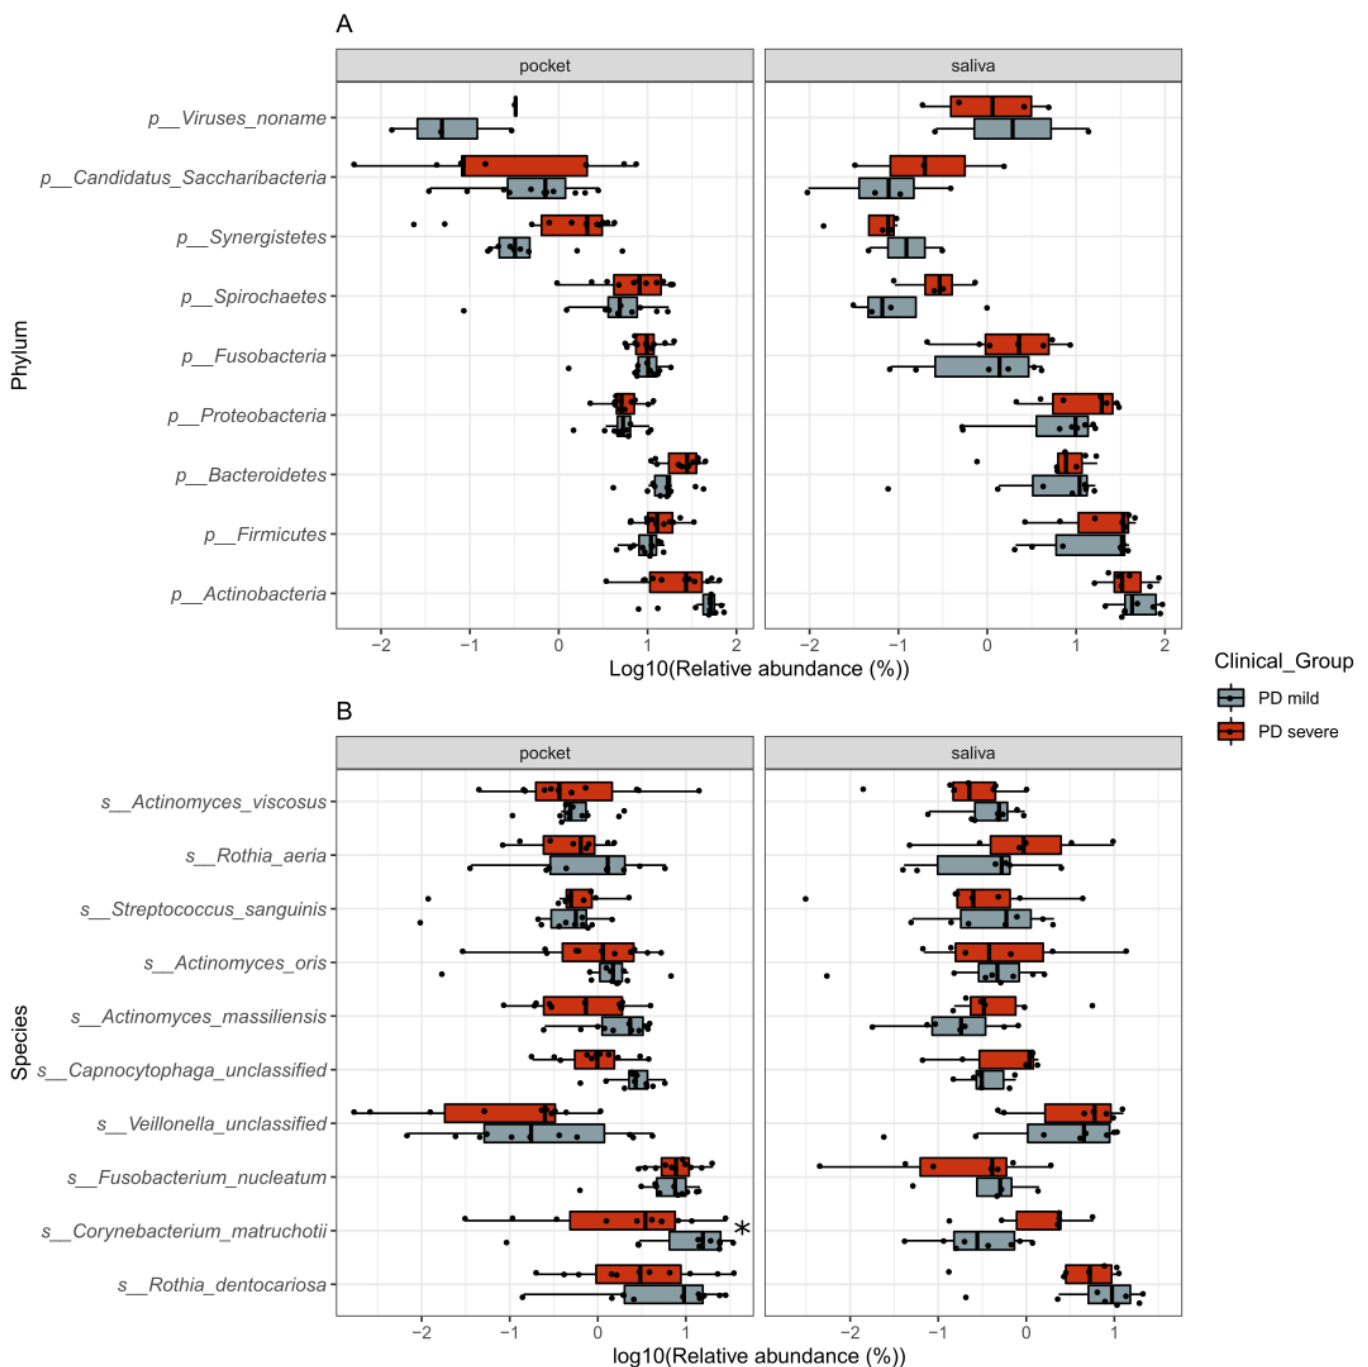 A
pocket
saliva
p__Viruses_noname
p__Candidatus_Saccharibacteria
p__Synergistetes
p__Spirochaetes
p__Fusobacteria
p__Proteobacteria
p__Bacteroidetes
p__Firmicutes
p__Actinobacteria
Phylum
−2 −1 0 1 2
−2 −1 0 1 2
Log10(Relative abundance (%))
Clinical_Group
PD mild
PD severe
B
pocket
saliva
s__Actinomyces_viscosus
s__Rothia_aeria
s__Streptococcus_sanguinis
s__Actinomyces_oris
s__Actinomyces_massiliensis
s__Capnocytophaga_unclassified
s__Veillonella_unclassified
s__Fusobacterium_nucleatum
s__Corynebacterium_matruchotii
*
s__Rothia_dentocariosa
Species
−2 −1 0 1
−2 −1 0 1
log10(Relative abundance (%))